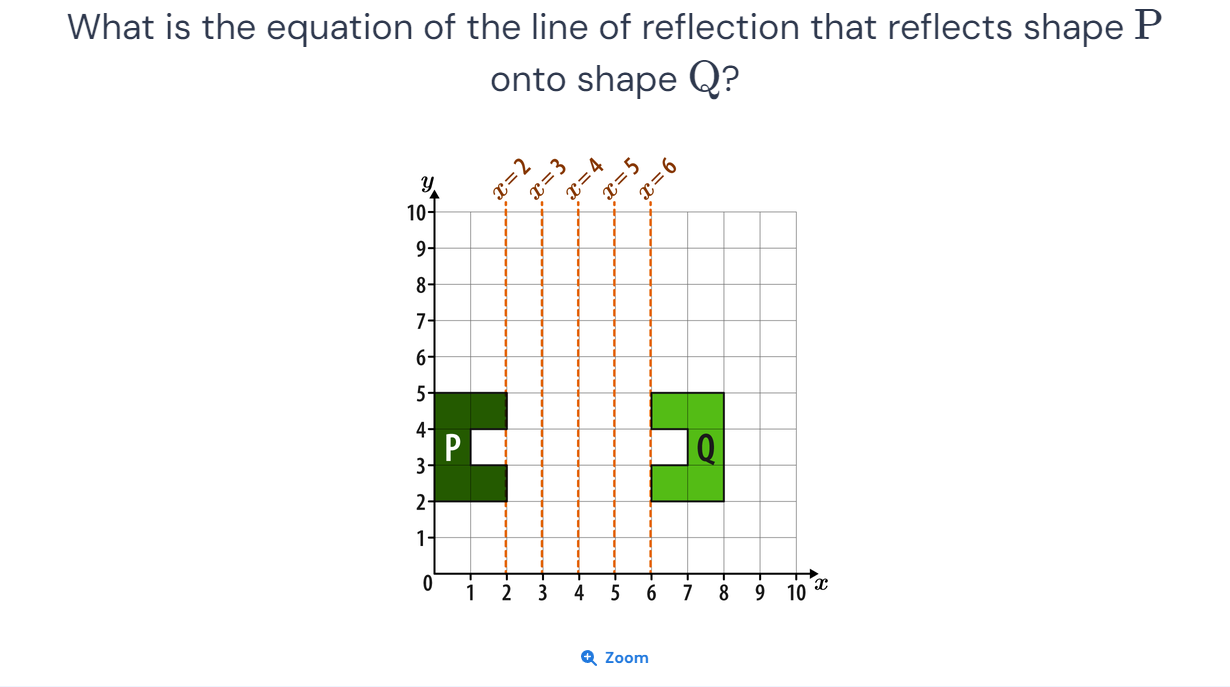 What is the equation of the line of reflection that reflects shape P
onto shape Q?
x=2 x=3 x=4 x=5 x=6
y
10
9
8
7
6
5
4
P Q
3
2
1
0 1 2 3 4 5 6 7 8 9 10 x
Zoom